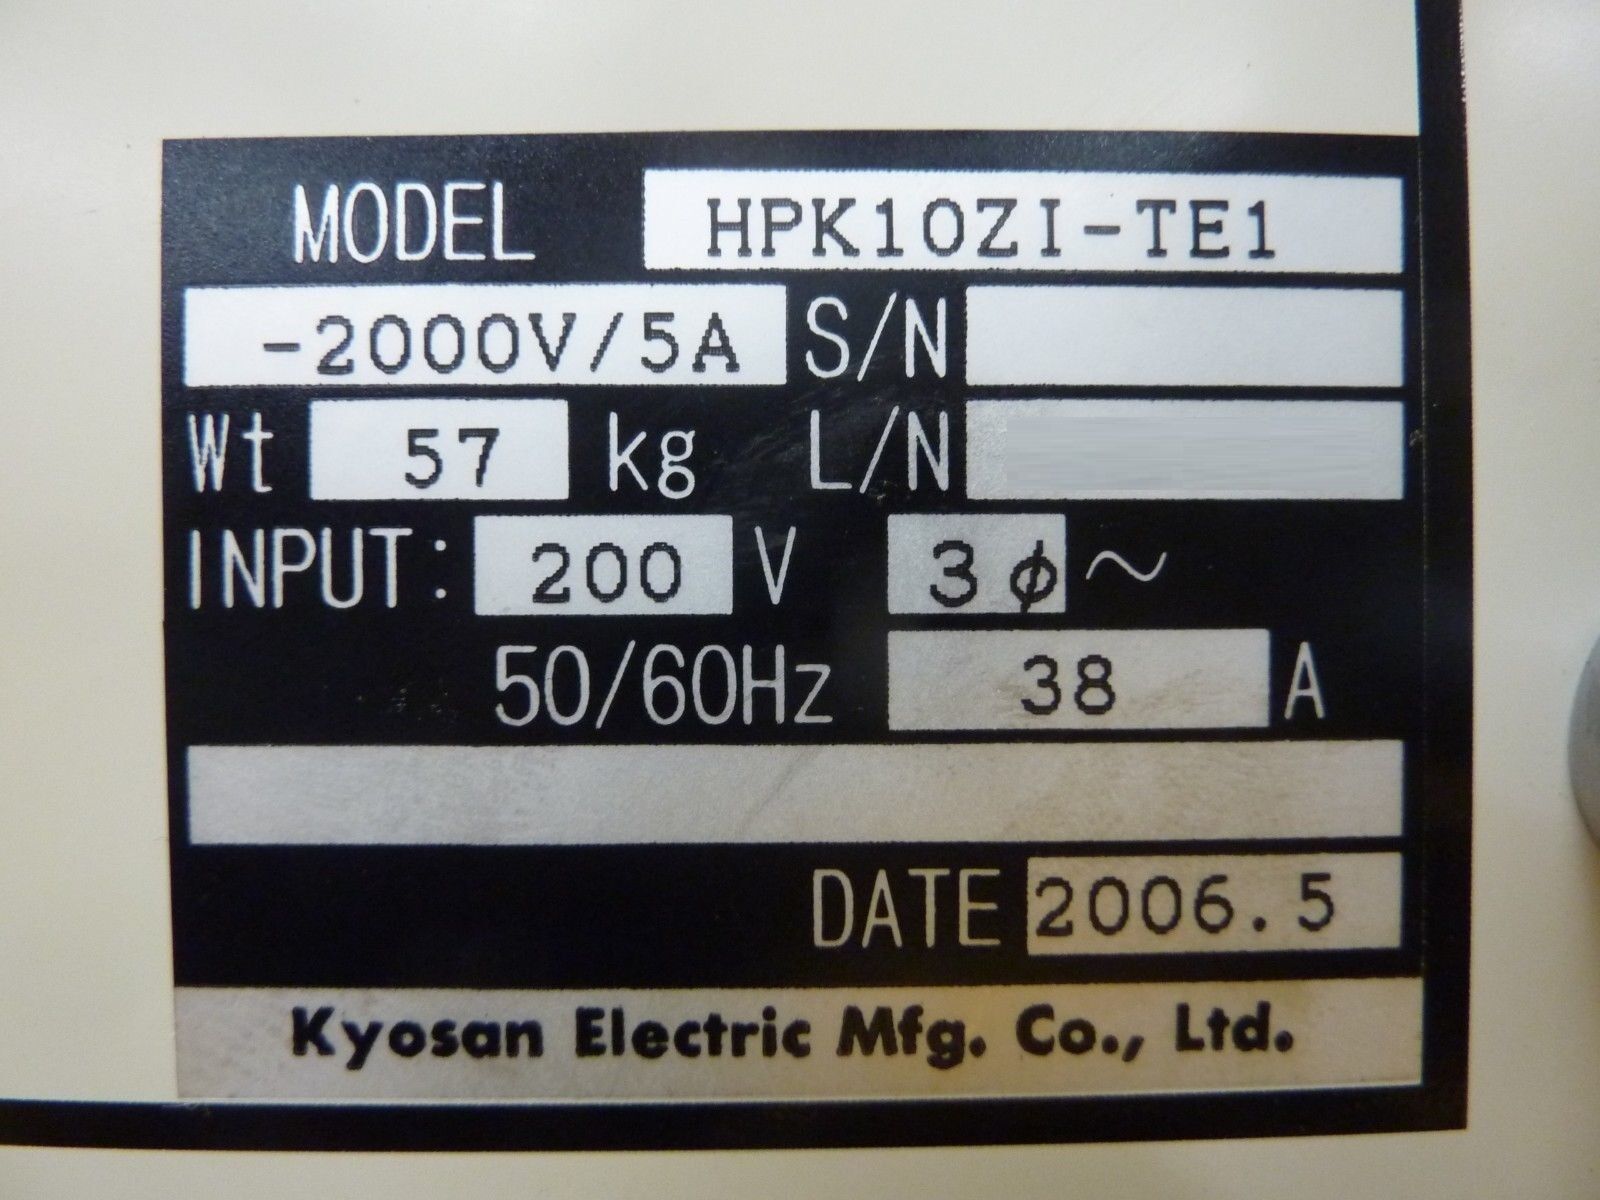 MODEL HPK10ZI-TE1
-2000V/5A S/N
Wt 57 kg L/N
INPUT: 200 V 3φ~
50/60Hz 38 A
DATE 2006.5
Kyosan Electric Mfg. Co., Ltd.